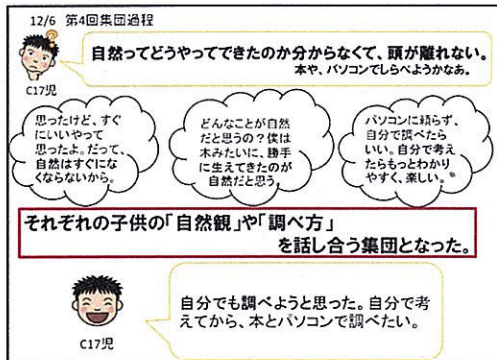 12/6 第4回集団過程
自然ってどうやってできたのか分からなくて、頭が離れない。
本や、パソコンでしらべようかなあ。
C17児
思ったけど、すぐ
にいいやって
思ったよ。だって、
自然はすぐにな
くならないから。
どんなことが自然
だと思うの？僕は
木みたいに、勝手
に生えてきたのが
自然だと思う。
パソコンに頼らず、
自分で調べたら
いい。自分で考え
たらもっとわかり
やすく、楽しい。
それぞれの子供の「自然観」や「調べ方」
を話し合う集団となった。
自分でも調べようと思った。自分で考
えてから、本とパソコンで調べたい。
C17児